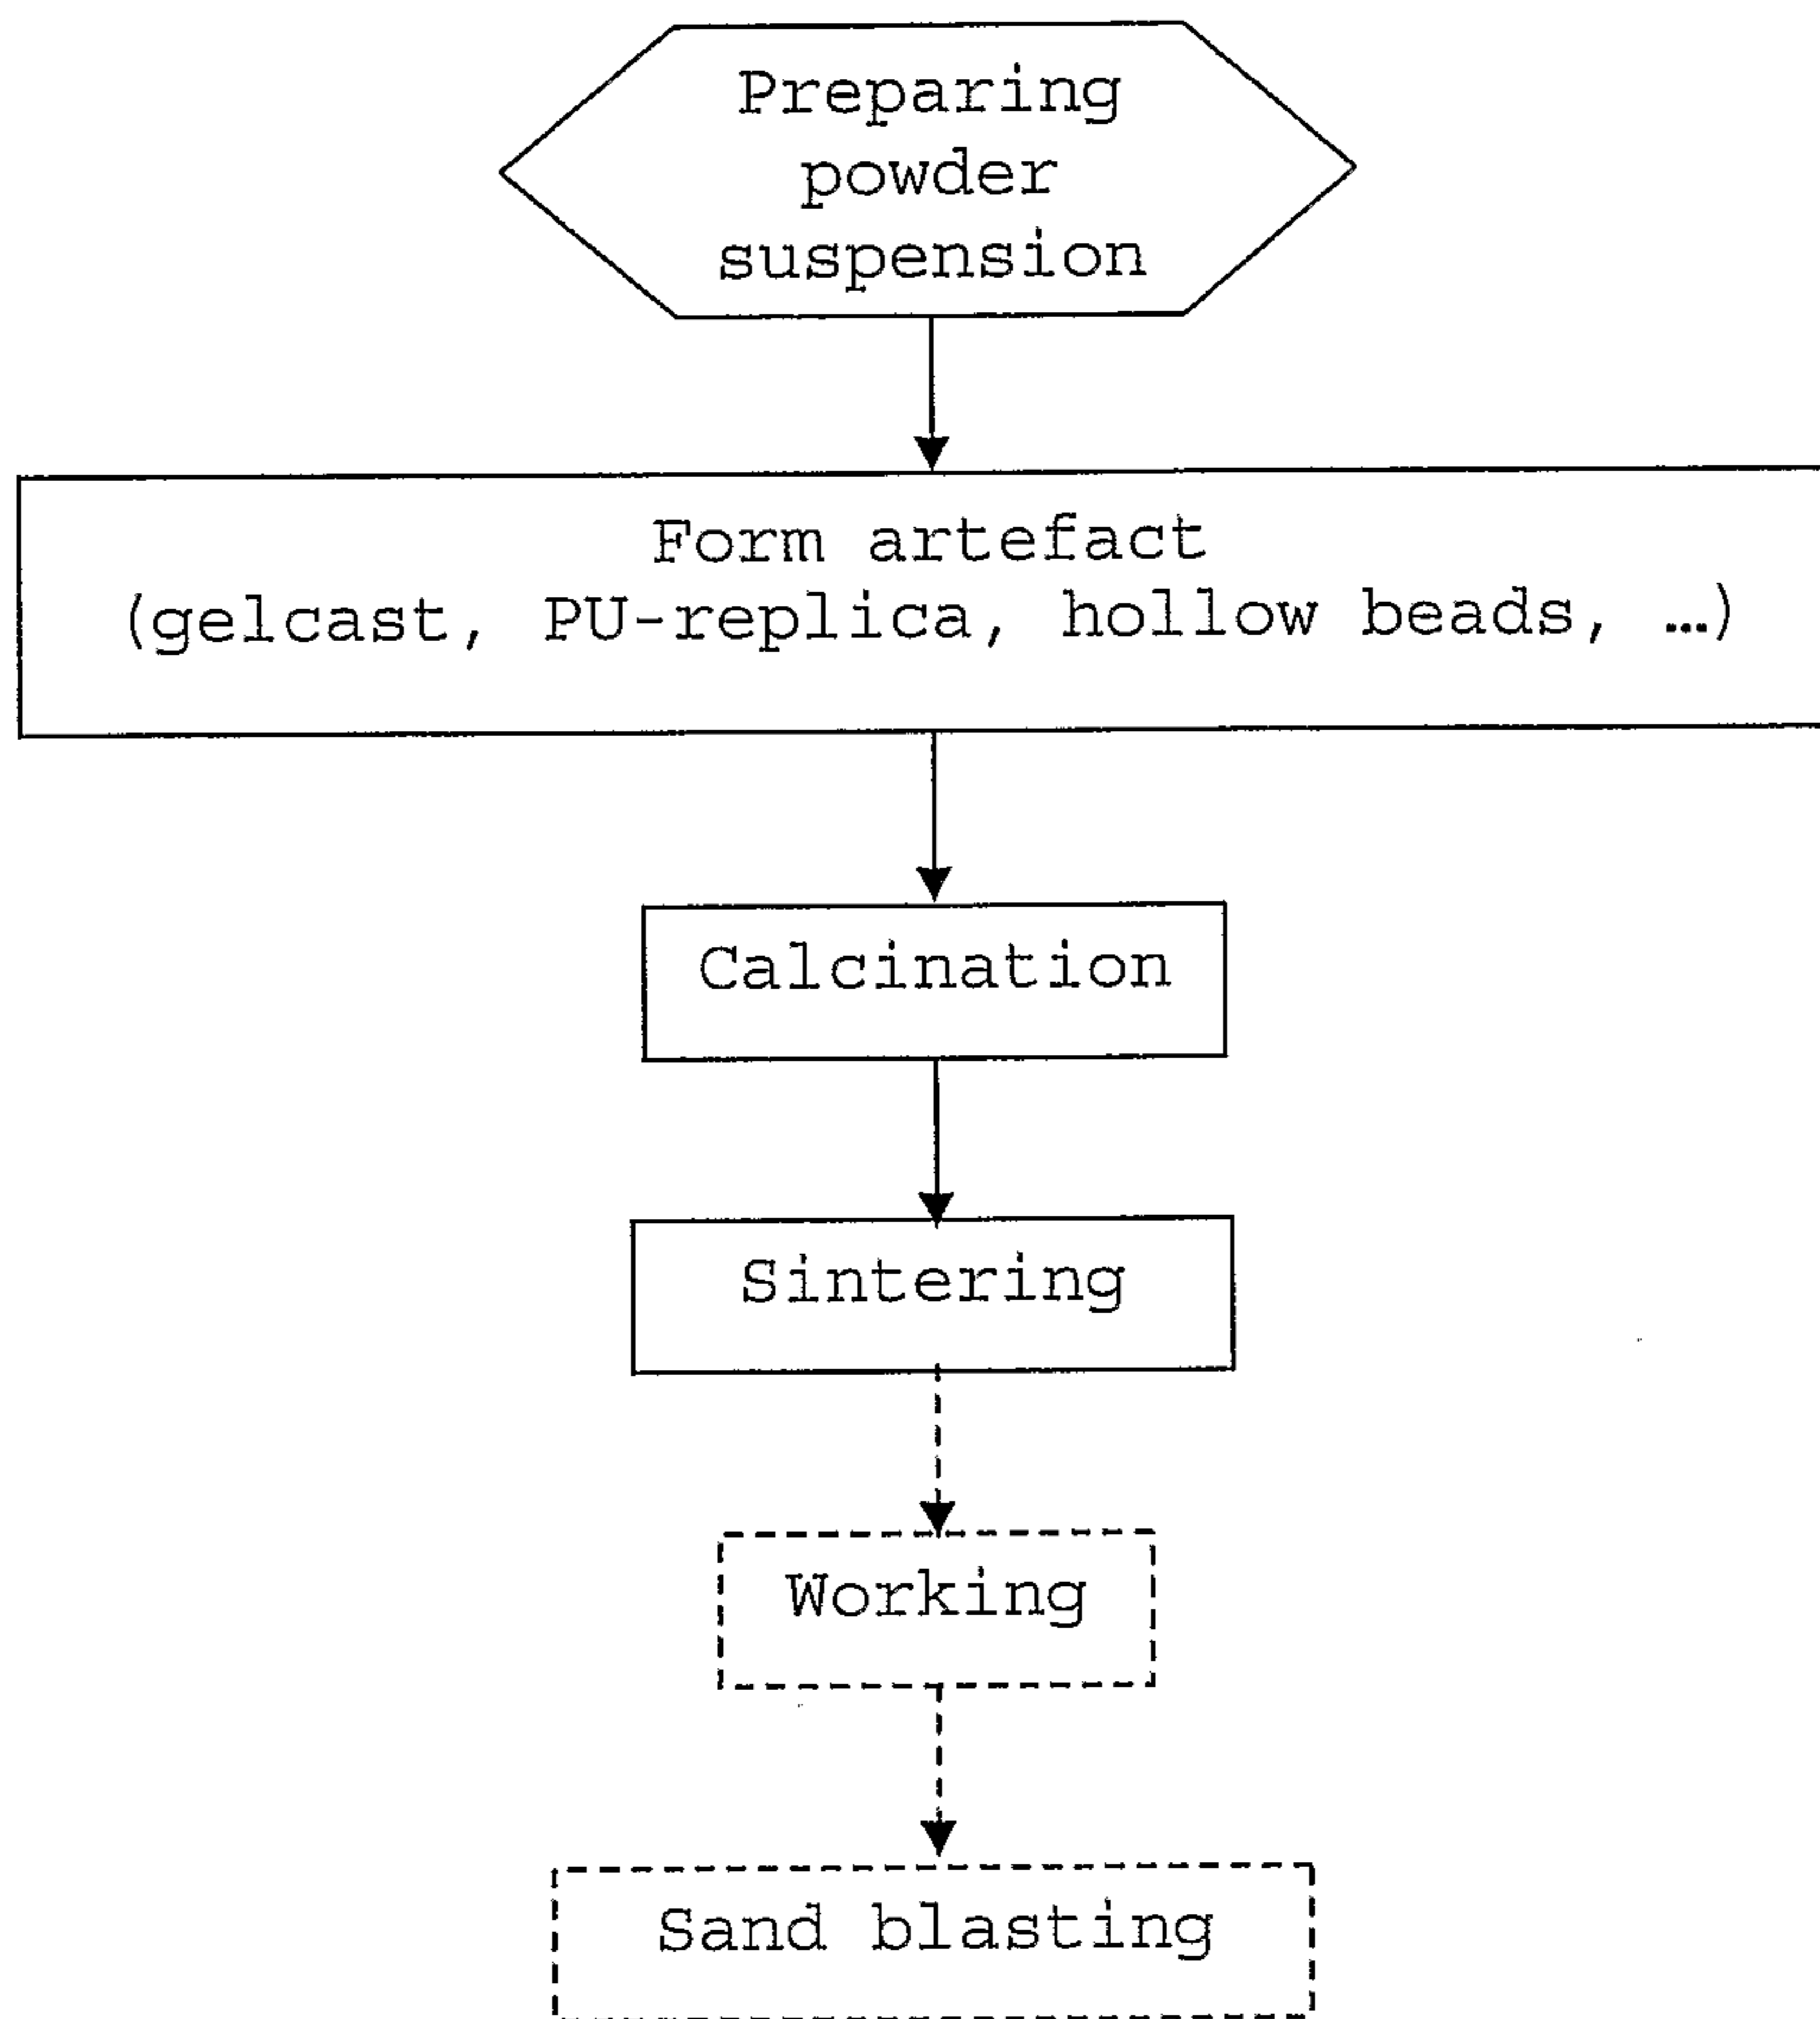 Preparing
powder
suspension
Form artefact
(gelcast, PU-replica, hollow beads, …)
Calcination
Sintering
Working
Sand blasting